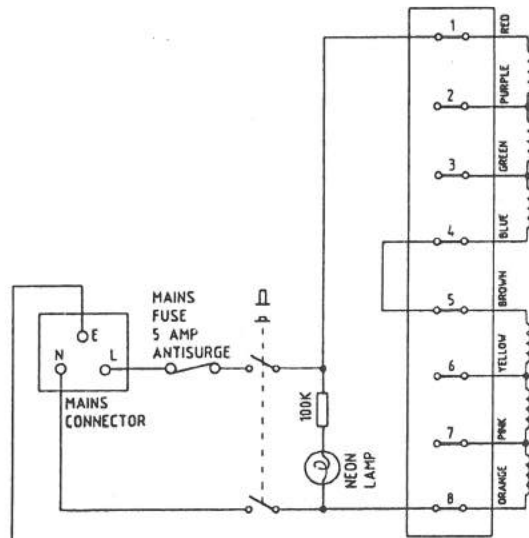 1
RED
2
PURPLE
3
GREEN
4
BLUE
5
BROWN
6
YELLOW
7
PINK
8
ORANGE
MAINS
FUSE
5 AMP
ANTISURGE
E
N
L
MAINS
CONNECTOR
100K
NEON
LAMP